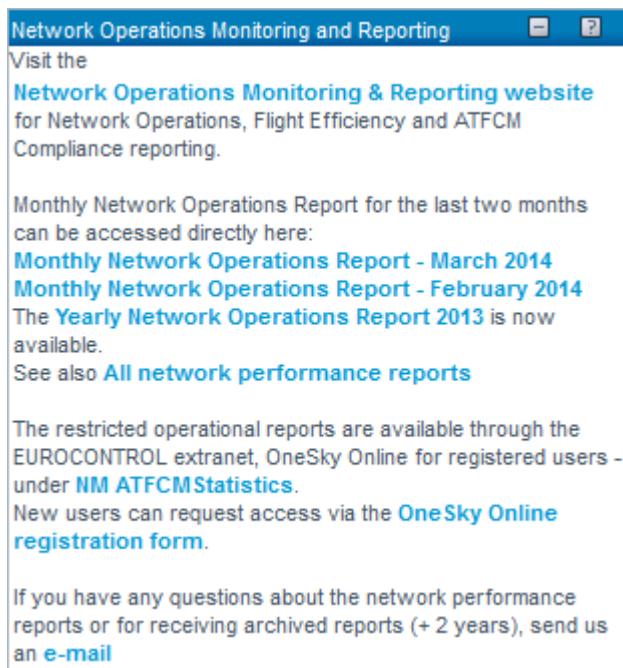 Network Operations Monitoring and Reporting
Visit the
Network Operations Monitoring & Reporting website
for Network Operations, Flight Efficiency and ATFCM
Compliance reporting.
Monthly Network Operations Report for the last two months
can be accessed directly here:
Monthly Network Operations Report - March 2014
Monthly Network Operations Report - February 2014
The Yearly Network Operations Report 2013 is now
available.
See also All network performance reports
The restricted operational reports are available through the
EUROCONTROL extranet, OneSky Online for registered users -
under NM ATFCMStatistics.
New users can request access via the OneSky Online
registration form.
If you have any questions about the network performance
reports or for receiving archived reports (+ 2 years), send us
an e-mail